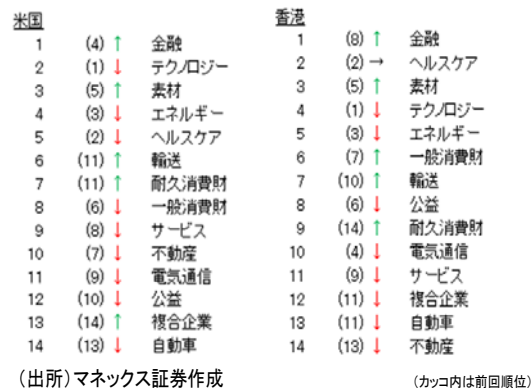 米国
1 (4) ↑ 金融
2 (1) ↓ テクノロジー
3 (5) ↑ 素材
4 (3) ↓ エネルギー
5 (2) ↓ ヘルスケア
6 (11) ↑ 輸送
7 (11) ↑ 耐久消費財
8 (6) ↓ 一般消費財
9 (8) ↓ サービス
10 (7) ↓ 不動産
11 (9) ↓ 電気通信
12 (10) ↓ 公益
13 (14) ↑ 複合企業
14 (13) ↓ 自動車
香港
1 (8) ↑ 金融
2 (2) → ヘルスケア
3 (5) ↑ 素材
4 (1) ↓ テクノロジー
5 (3) ↓ エネルギー
6 (7) ↑ 一般消費財
7 (10) ↑ 輸送
8 (6) ↓ 公益
9 (14) ↑ 耐久消費財
10 (4) ↓ 電気通信
11 (9) ↓ サービス
12 (11) ↓ 複合企業
13 (11) ↓ 自動車
14 (13) ↓ 不動産
（出所）マネックス証券作成
（カッコ内は前回順位）